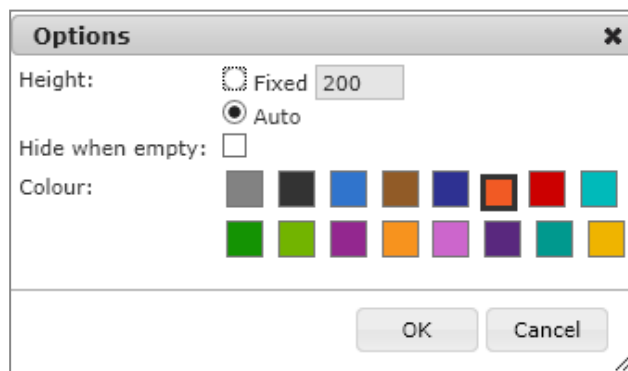 Options
Height: Fixed 200
Auto
Hide when empty:
Colour:
OK Cancel